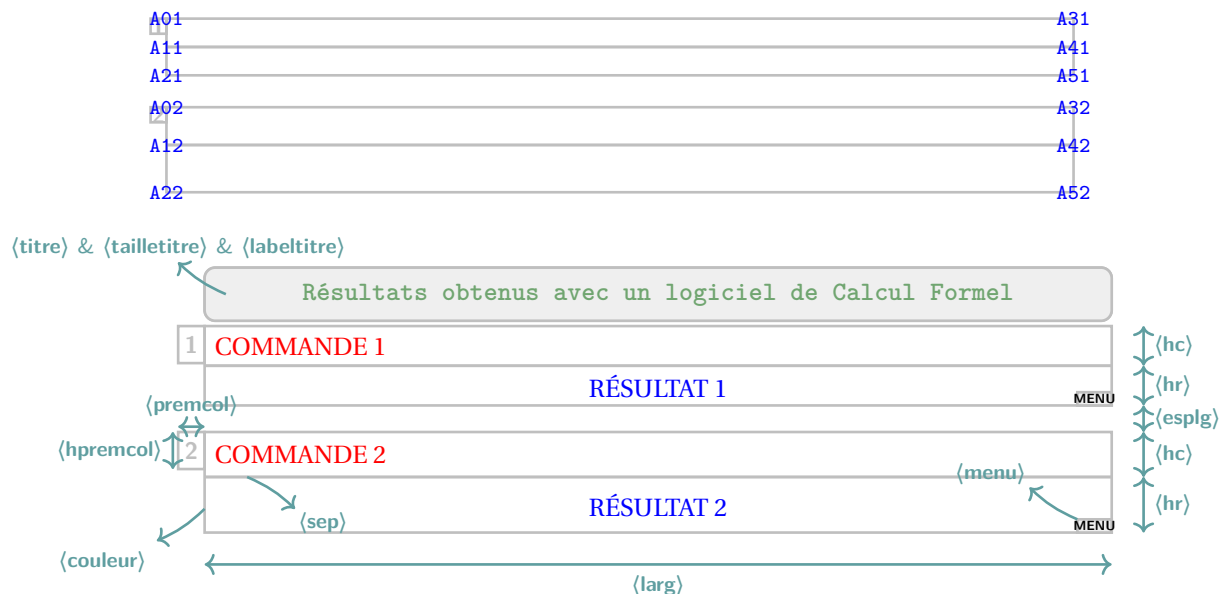 A01 A31
1
A11 A41
A21 A51
A02 A32
2
A12 A42
A22 A52
⟨titre⟩ & ⟨tailletitre⟩ & ⟨labeltitre⟩
Résultats obtenus avec un logiciel de Calcul Formel
1 COMMANDE 1 ⟨hc⟩
RÉSULTAT 1 ⟨hr⟩
MENU
⟨premcol⟩ ⟨esplg⟩
⟨hpremcol⟩ 2 COMMANDE 2 ⟨hc⟩
⟨menu⟩
RÉSULTAT 2 ⟨hr⟩
⟨sep⟩ MENU
⟨couleur⟩
⟨larg⟩